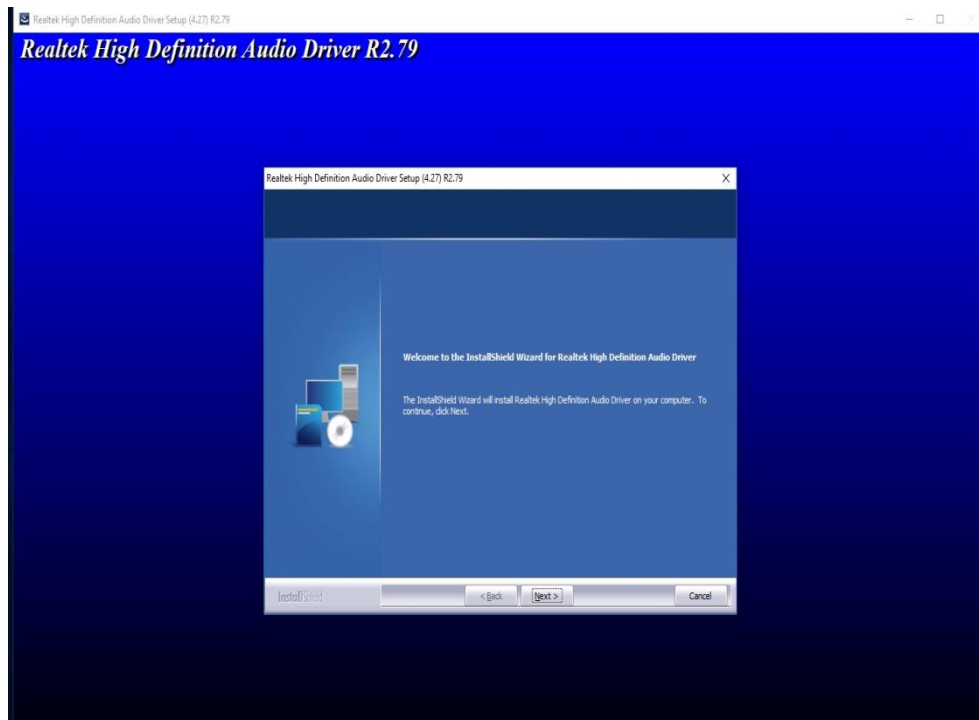 Realtek High Definition Audio Driver Setup (4.27) R2.79
Realtek High Definition Audio Driver R2.79
Realtek High Definition Audio Driver Setup (4.27) R2.79
Welcome to the InstallShield Wizard for Realtek High Definition Audio Driver
The InstallShield Wizard will install Realtek High Definition Audio Driver on your computer. To
continue, click Next.
InstallShield
< Back
Next >
Cancel